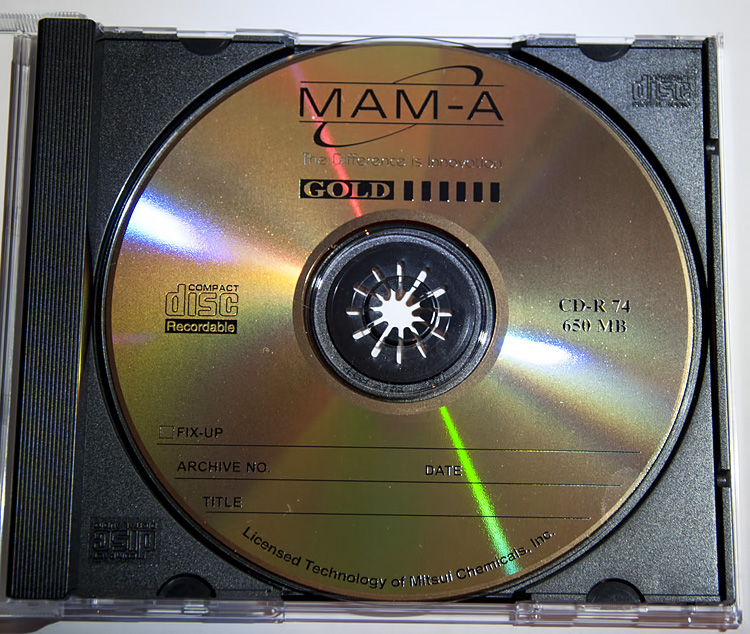 MAM-A
The Difference is Innovation
GOLD
disc
COMPACT
disc
Recordable
CD-R 74
650 MB
FIX-UP
ARCHIVE NO.
DATE
TITLE
Licensed Technology of Mitsui Chemicals, Inc.